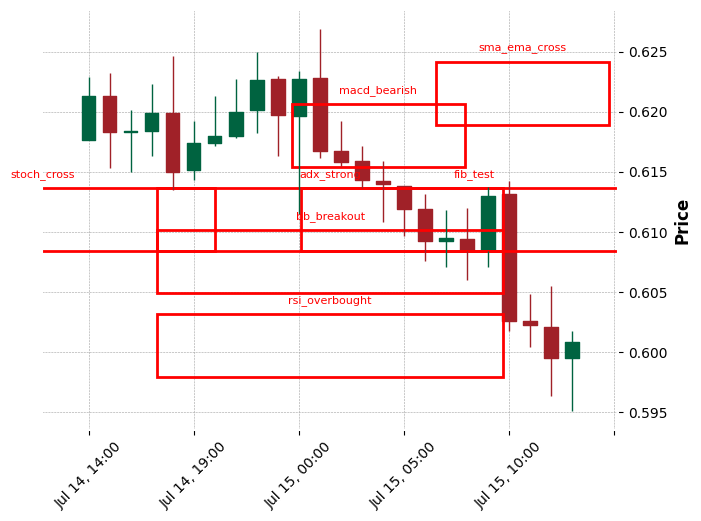 sma_ema_cross
0.625
macd_bearish
0.620
stoch_cross
adx_strong
fib_test
0.615
bb_breakout
0.610
Price
0.605
rsi_overbought
0.600
0.595
Jul 14, 14:00
Jul 14, 19:00
Jul 15, 00:00
Jul 15, 05:00
Jul 15, 10:00